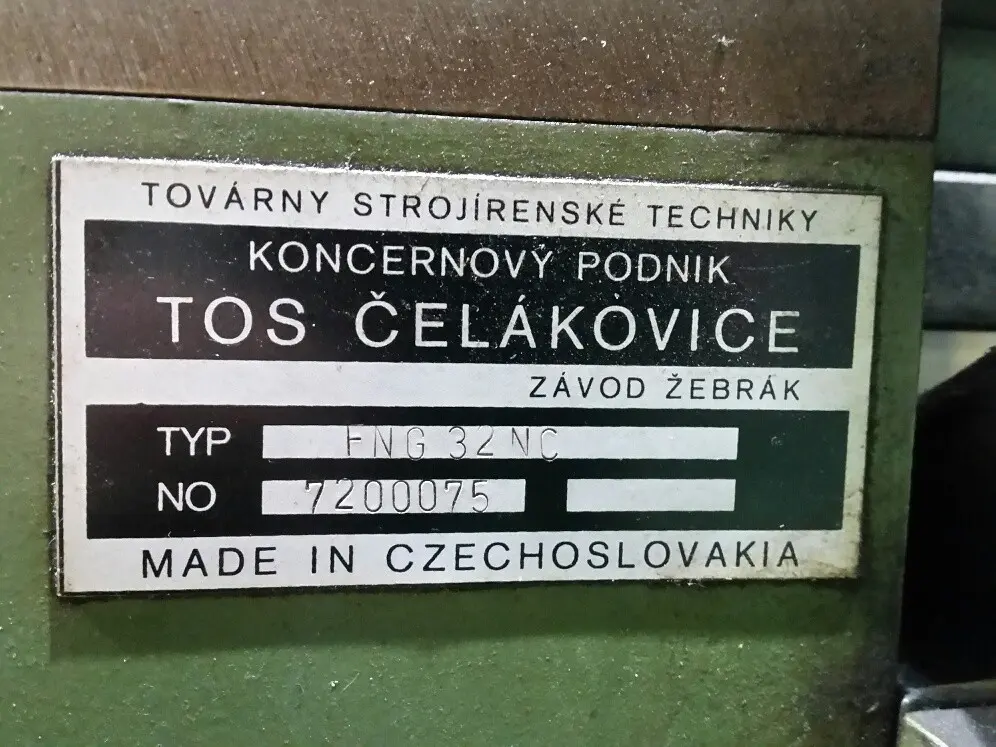 TOVÁRNY STROJÍRENSKÉ TECHNIKY
KONCERNOVÝ PODNIK
TOS ČELÁKOVICE
ZÁVOD ŽEBRÁK
TYP FNG 32 NC
NO 7200075
MADE IN CZECHOSLOVAKIA